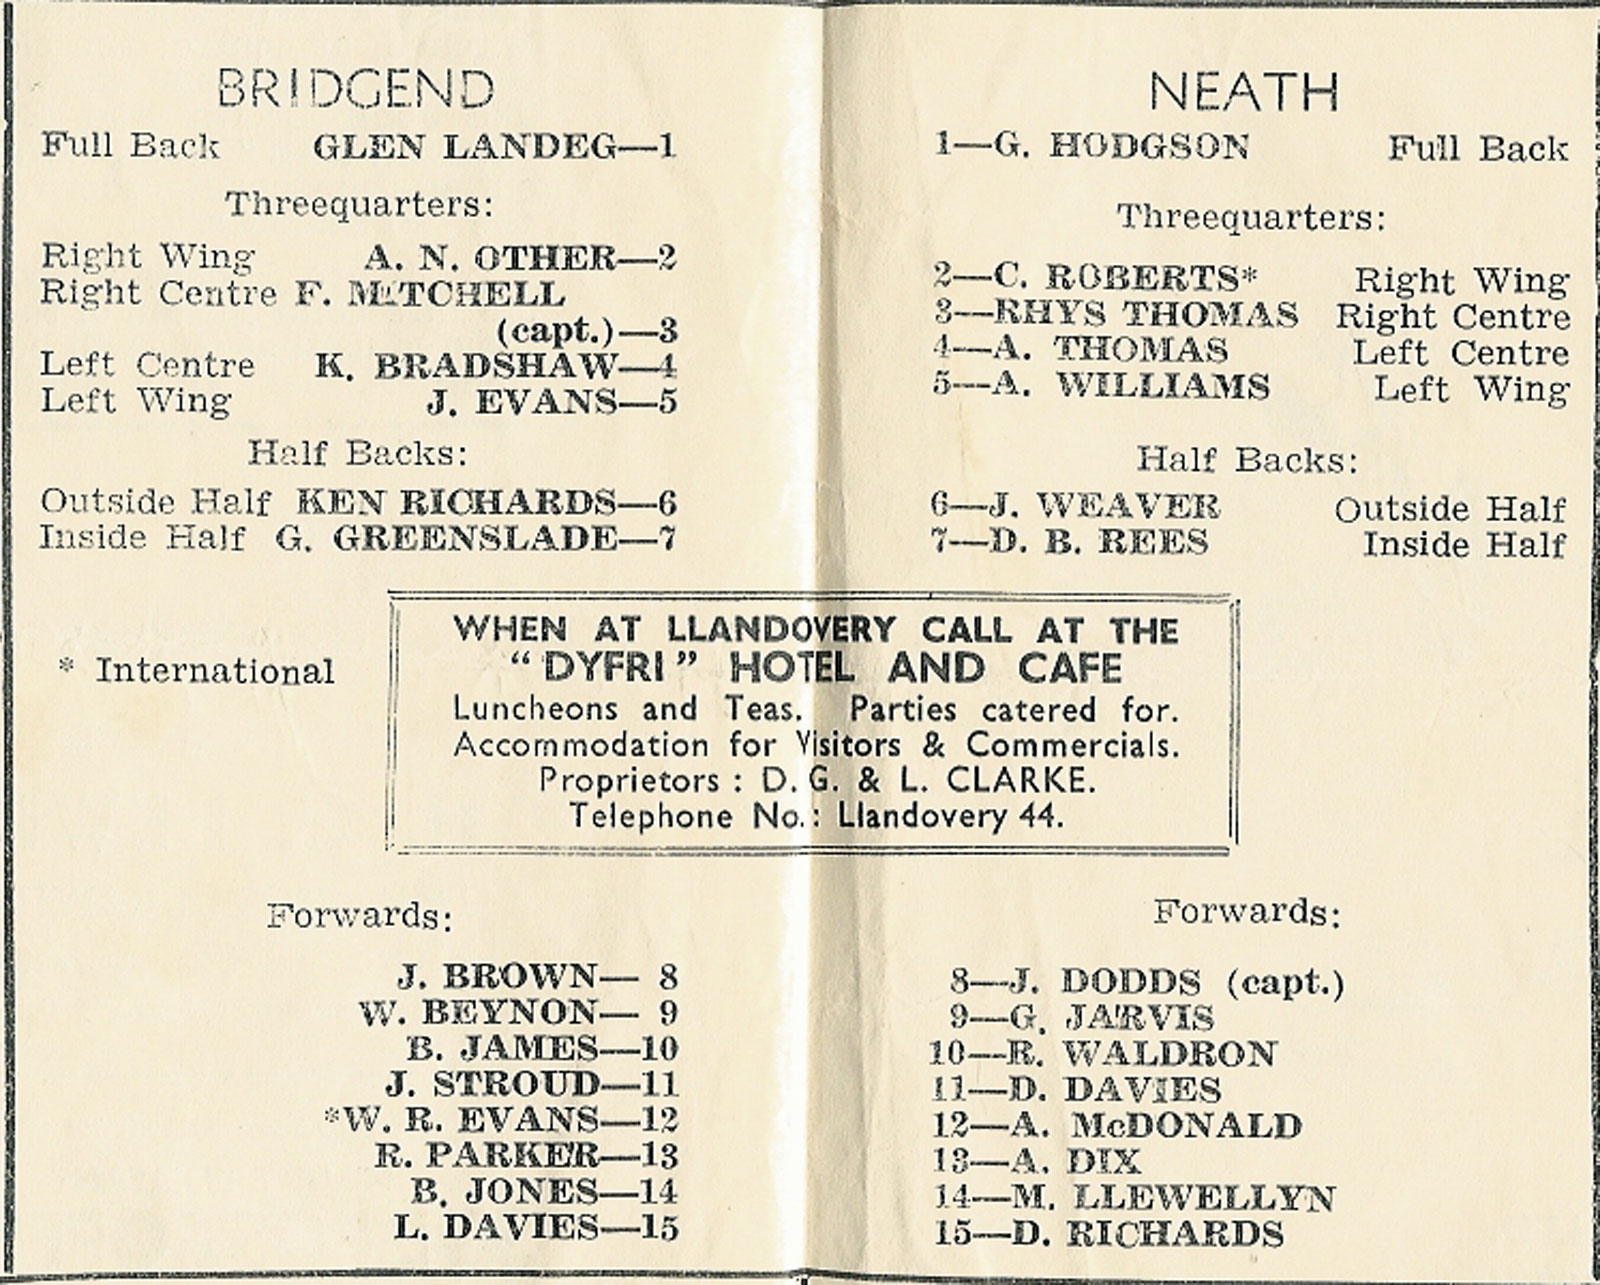 BRIDGEND
Full Back GLEN LANDEG—1
Threequarters:
Right Wing A. N. OTHER—2
Right Centre F. MITCHELL
(capt.)—3
Left Centre K. BRADSHAW—4
Left Wing J. EVANS—5
Half Backs:
Outside Half KEN RICHARDS—6
Inside Half G. GREENSLADE—7
* International
NEATH
1—G. HODGSON Full Back
Threequarters:
2—C. ROBERTS* Right Wing
3—RHYS THOMAS Right Centre
4—A. THOMAS Left Centre
5—A. WILLIAMS Left Wing
Half Backs:
6—J. WEAVER Outside Half
7—D. B. REES Inside Half
WHEN AT LLANDOVERY CALL AT THE
“DYFRI” HOTEL AND CAFE
Luncheons and Teas. Parties catered for.
Accommodation for Visitors & Commercials.
Proprietors : D. G. & L. CLARKE.
Telephone No. : Llandovery 44.
Forwards:
J. BROWN— 8
W. BEYNON— 9
B. JAMES—10
J. STROUD—11
*W. R. EVANS—12
R. PARKER—13
B. JONES—14
L. DAVIES—15
Forwards:
8—J. DODDS (capt.)
9—G. JARVIS
10—R. WALDRON
11—D. DAVIES
12—A. McDONALD
13—A. DIX
14—M. LLEWELLYN
15—D. RICHARDS